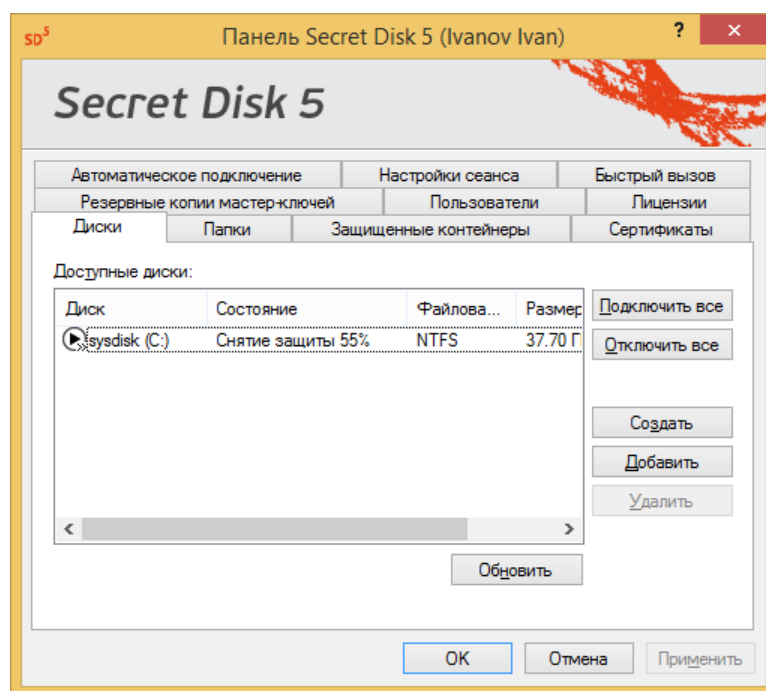 SD5 Панель Secret Disk 5 (Ivanov Ivan) ? ×
Secret Disk 5
Автоматическое подключение Настройки сеанса Быстрый вызов
Резервные копии мастер-ключей Пользователи Лицензии
Диски Папки Защищенные контейнеры Сертификаты
Доступные диски:
Диск Состояние Файлова... Размер
sysdisk (C:) Снятие защиты 55% NTFS 37.70 Г
Подключить все
Отключить все
Создать
Добавить
Удалить
Обновить
OK Отмена Применить